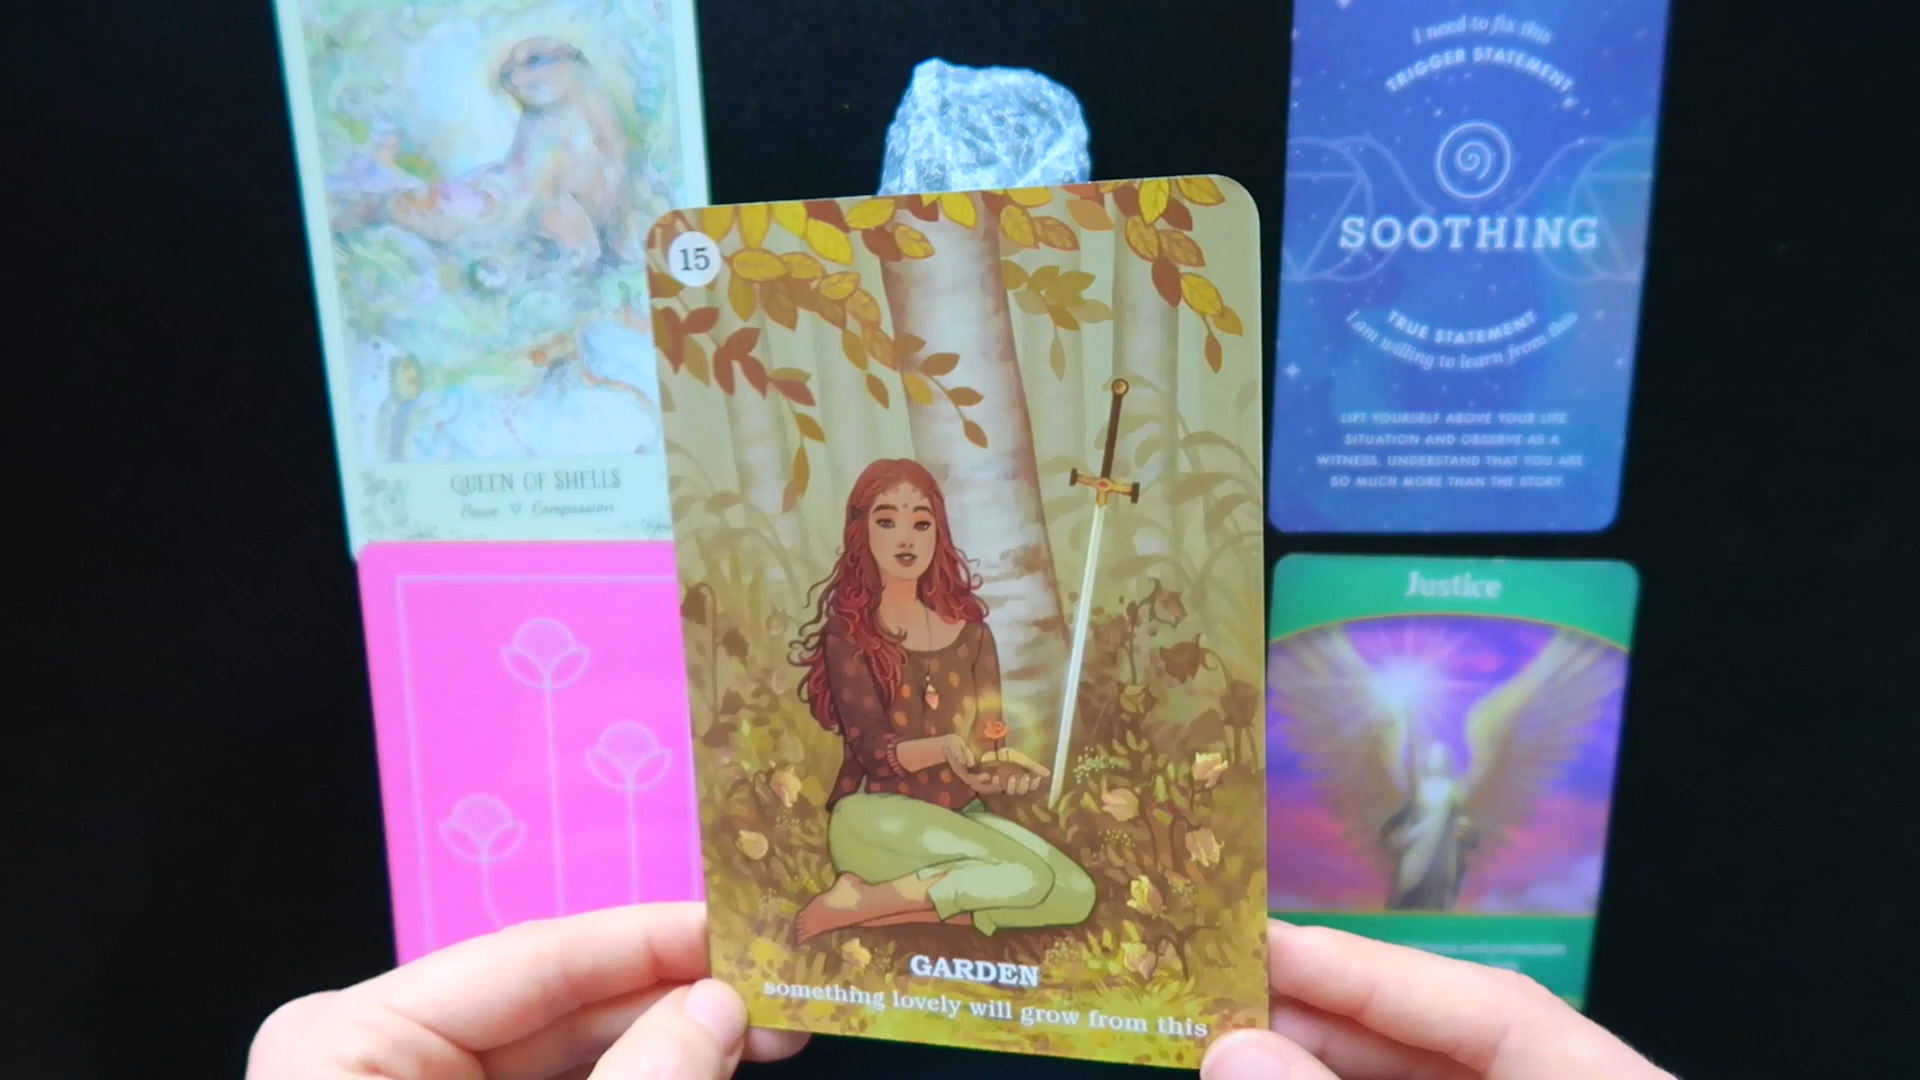 QUEEN OF SHELLS
Peace ♡ Compassion
15
GARDEN
something lovely will grow from this
I need to fix this
TRIGGER STATEMENT
SOOTHING
TRUE STATEMENT
I am willing to learn from this
LIFT YOURSELF ABOVE YOUR LIFE
SITUATION AND OBSERVE AS A
WITNESS. UNDERSTAND THAT YOU ARE
SO MUCH MORE THAN THE STORY.
Justice